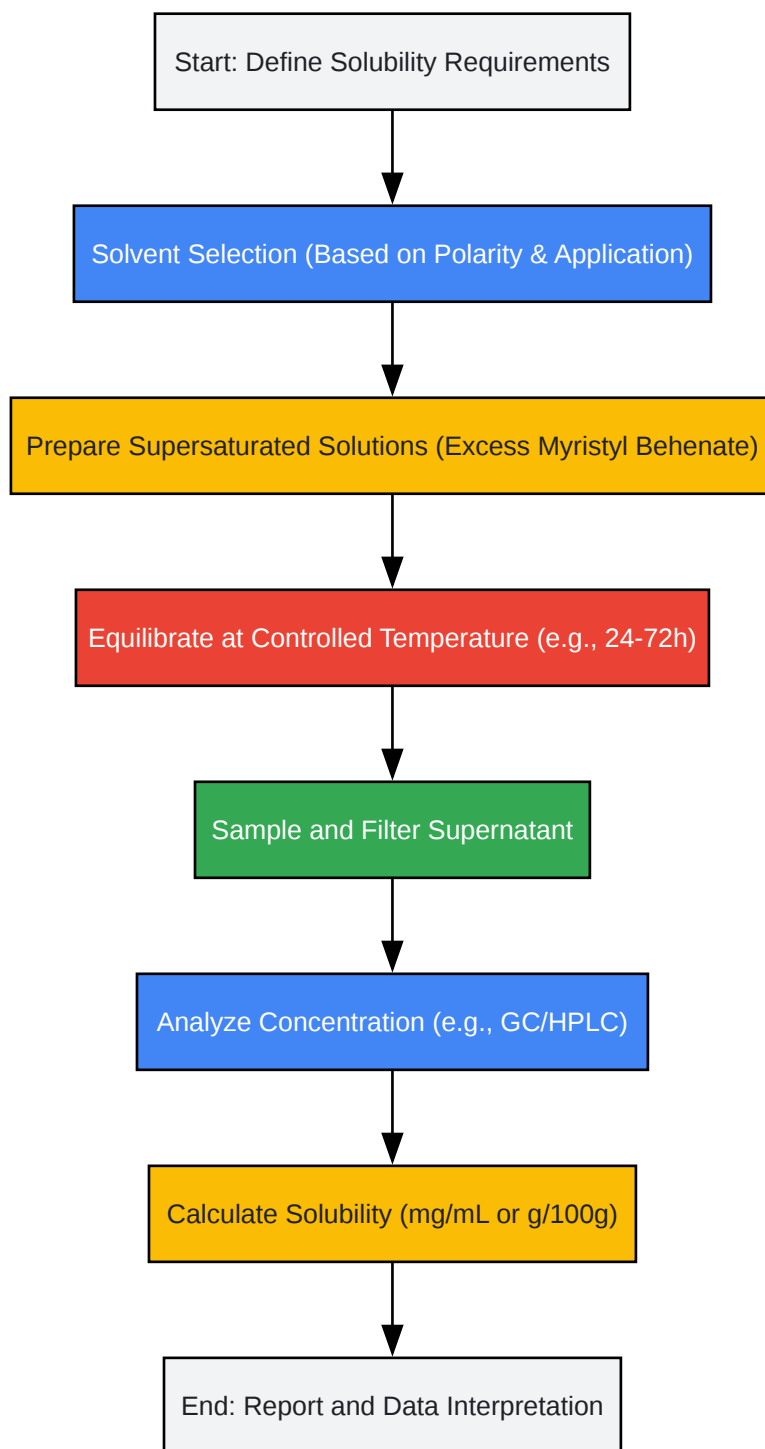 Start: Define Solubility Requirements
Solvent Selection (Based on Polarity & Application)
Prepare Supersaturated Solutions (Excess Myristyl Behenate)
Equilibrate at Controlled Temperature (e.g., 24-72h)
Sample and Filter Supernatant
Analyze Concentration (e.g., GC/HPLC)
Calculate Solubility (mg/mL or g/100g)
End: Report and Data Interpretation